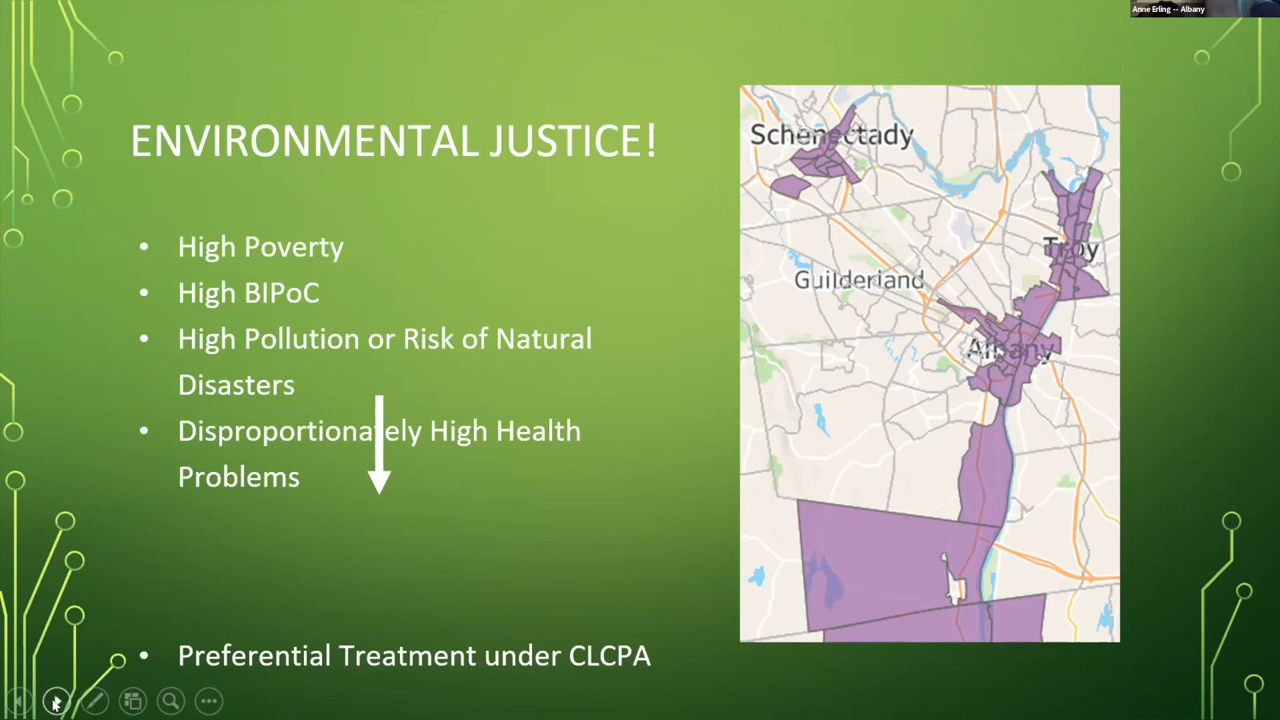 Anne Erling -- Albany
ENVIRONMENTAL JUSTICE!
• High Poverty
• High BIPoC
• High Pollution or Risk of Natural
Disasters
• Disproportionately High Health
Problems
• Preferential Treatment under CLCPA
Schenectady
Troy
Guilderland
Albany